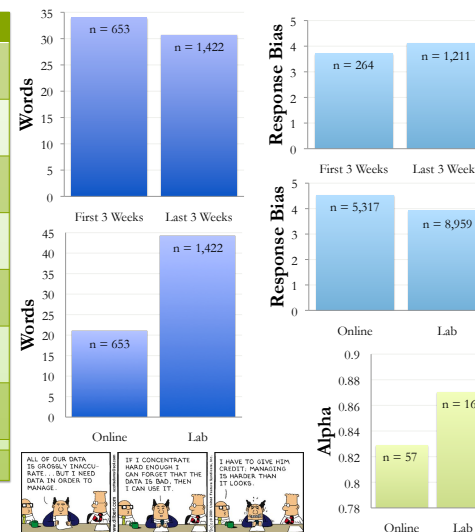 35
30
25
20
15
10
5
0
Words
n = 653
n = 1,422
First 3 Weeks
Last 3 Weeks
5
4
3
2
1
0
Response Bias
n = 264
n = 1,211
First 3 Weeks
Last 3 Week
45
40
35
30
25
20
15
10
5
0
Words
n = 653
n = 1,422
Online
Lab
5
4
3
2
1
0
Response Bias
n = 5,317
n = 8,959
Online
Lab
0.9
0.88
0.86
0.84
0.82
0.8
0.78
Alpha
n = 57
n = 16
Online
Lab
ALL OF OUR DATA
IS GROSSLY INACCU-
RATE...BUT I NEED
DATA IN ORDER TO
MANAGE.
IF I CONCENTRATE
HARD ENOUGH I
CAN FORGET THAT THE
DATA IS BAD, THEN
I CAN USE IT.
I HAVE TO GIVE HIM
CREDIT; MANAGING
IS HARDER THAN
IT LOOKS.